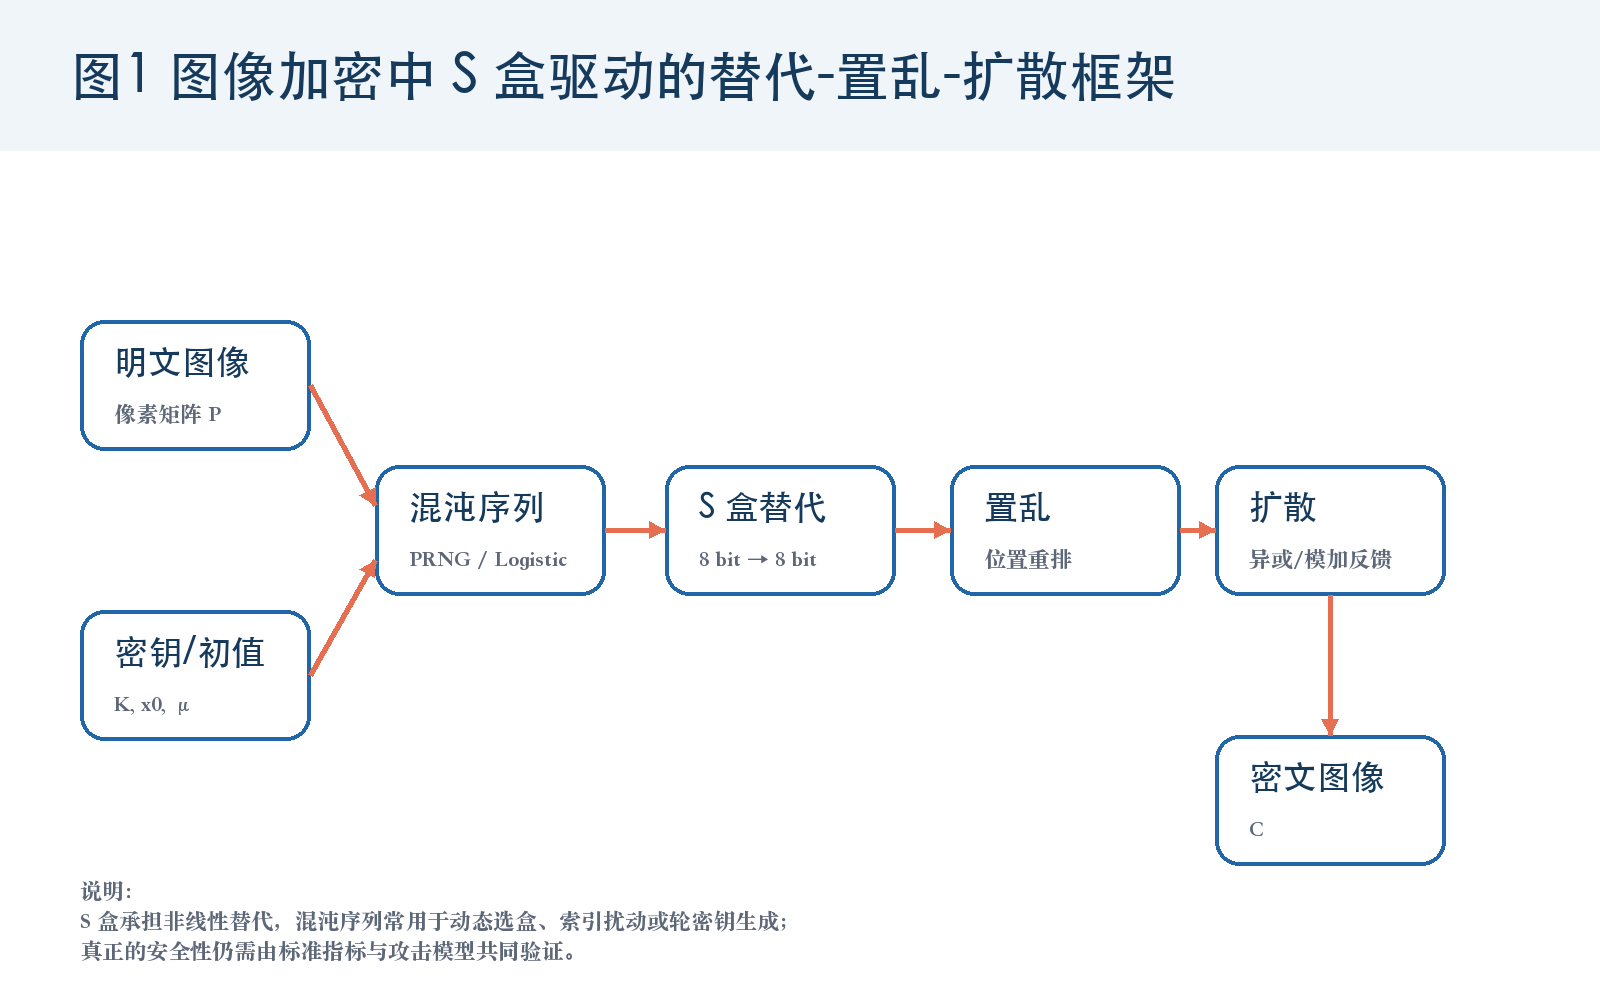 图1 图像加密中 S 盒驱动的替代-置乱-扩散框架
明文图像
像素矩阵 P
密钥/初值
K, x0, μ
混沌序列
PRNG / Logistic
S 盒替代
8 bit → 8 bit
置乱
位置重排
扩散
异或/模加反馈
密文图像
C
说明：
S 盒承担非线性替代，混沌序列常用于动态选盒、索引扰动或轮密钥生成；
真正的安全性仍需由标准指标与攻击模型共同验证。